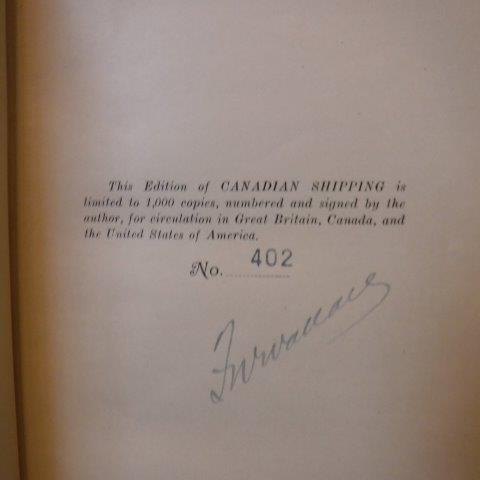 This Edition of CANADIAN SHIPPING is
limited to 1,000 copies, numbered and signed by the
author, for circulation in Great Britain, Canada, and
the United States of America.
No. 402
FWWallace